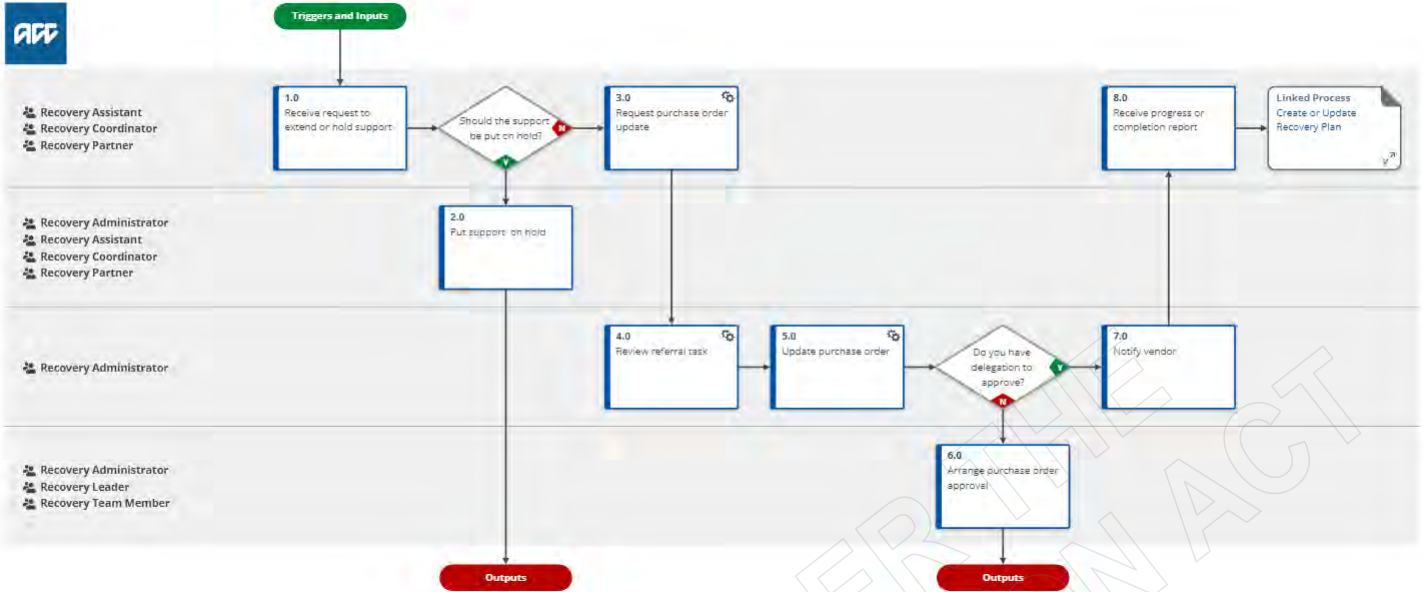 Triggers and Inputs
acc
Recovery Assistant
Recovery Coordinator
Recovery Partner
1.0
Receive request to
extend or hold support
Should the support
be put on hold?
N
Y
3.0
Request purchase order
update
8.0
Receive progress or
completion report
Linked Process
Create or Update
Recovery Plan
Recovery Administrator
Recovery Assistant
Recovery Coordinator
Recovery Partner
2.0
Put support on hold
Recovery Administrator
4.0
Review referral task
5.0
Update purchase order
Do you have
delegation to
approve?
Y
N
7.0
Notify vendor
Recovery Administrator
Recovery Leader
Recovery Team Member
6.0
Arrange purchase order
approval
Outputs
Outputs
ER THE
ON ACT